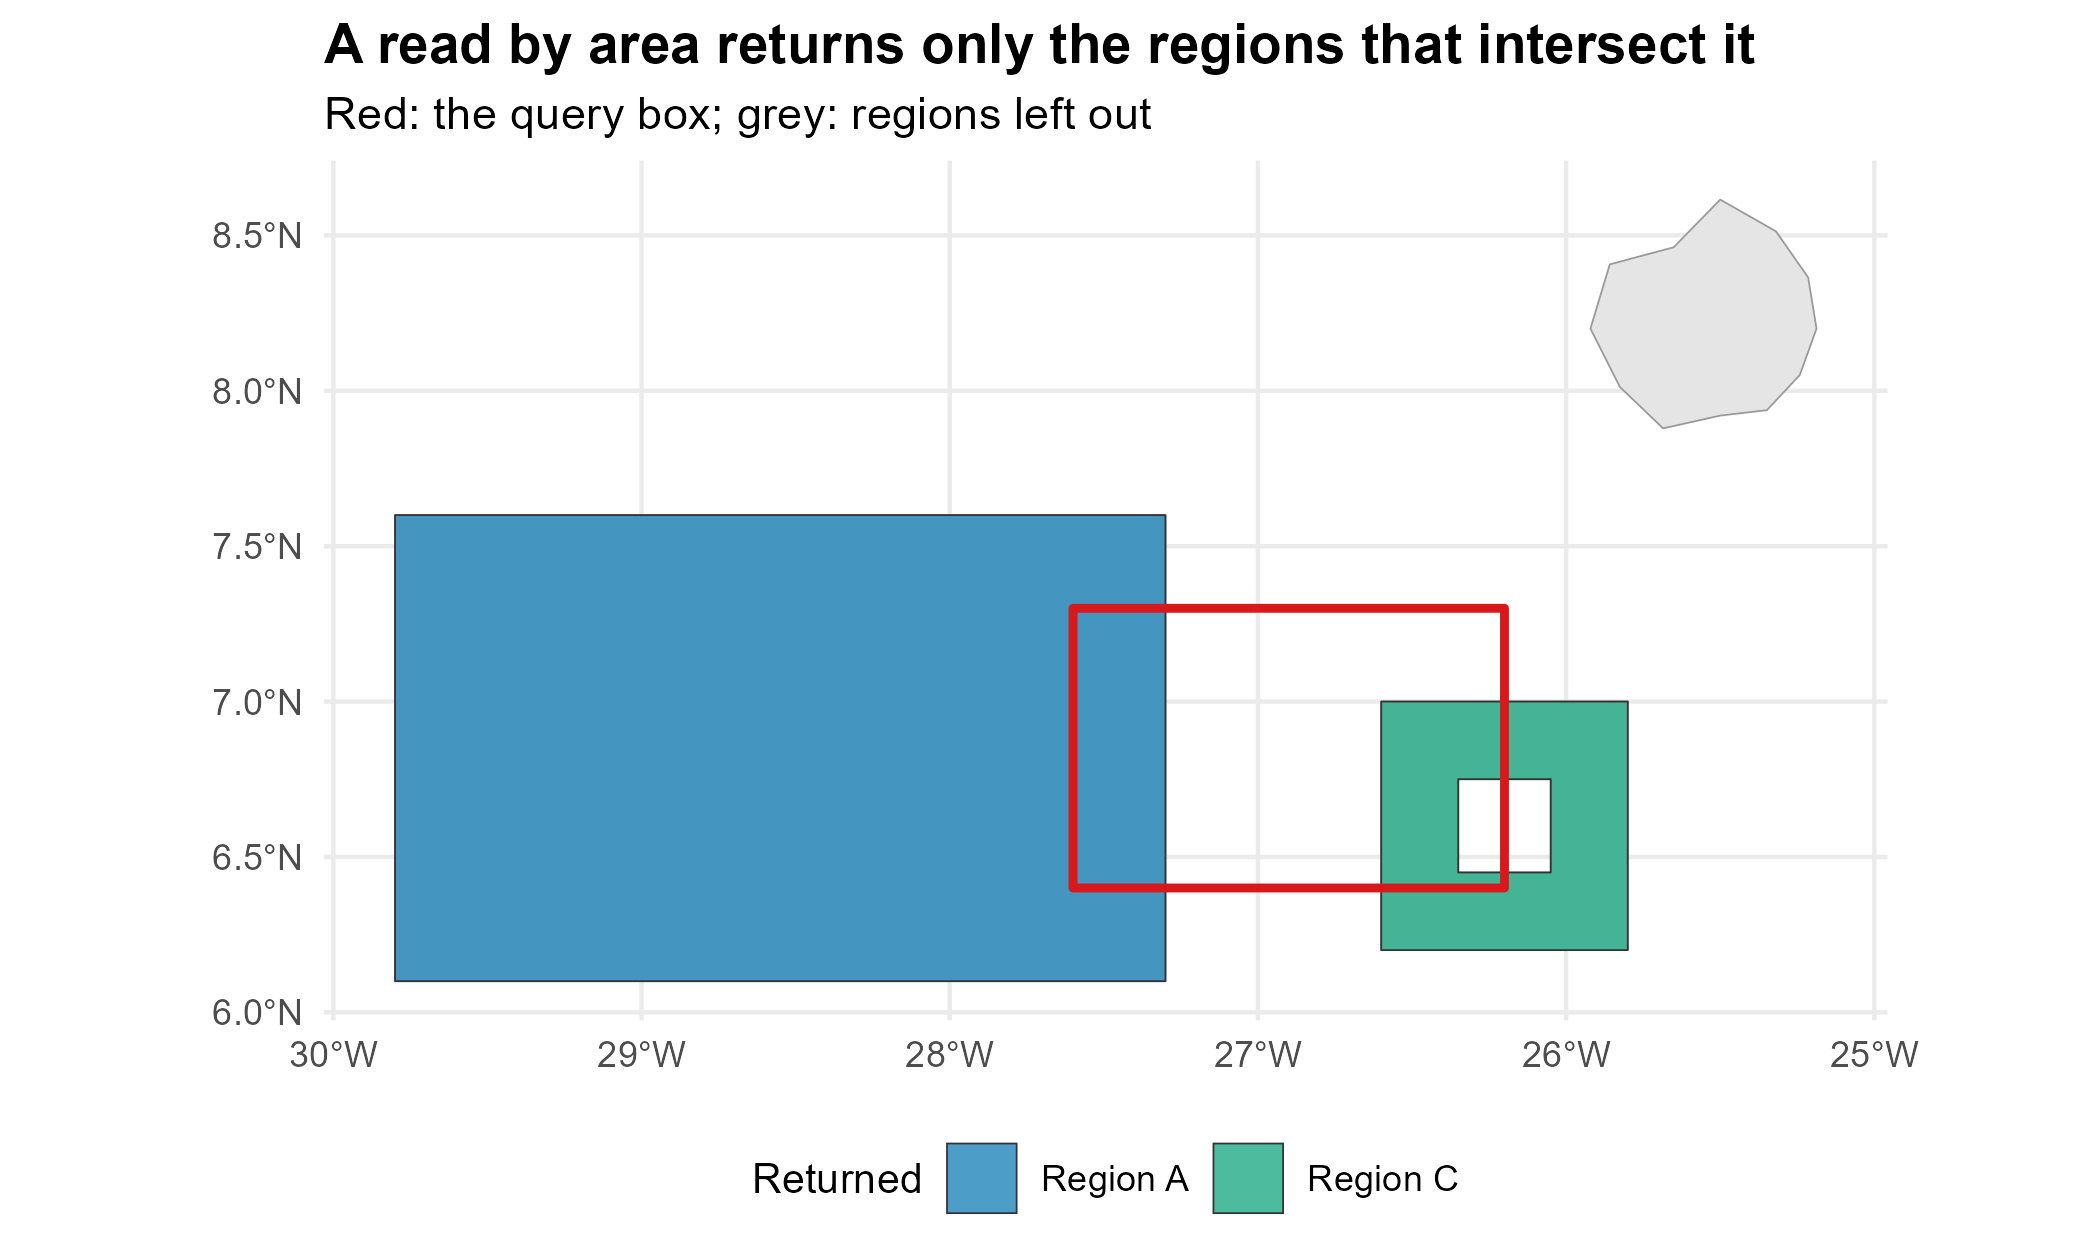 A read by area returns only the regions that intersect it
Red: the query box; grey: regions left out
8.5°N
8.0°N
7.5°N
7.0°N
6.5°N
6.0°N
30°W 29°W 28°W 27°W 26°W 25°W
Returned Region A Region C